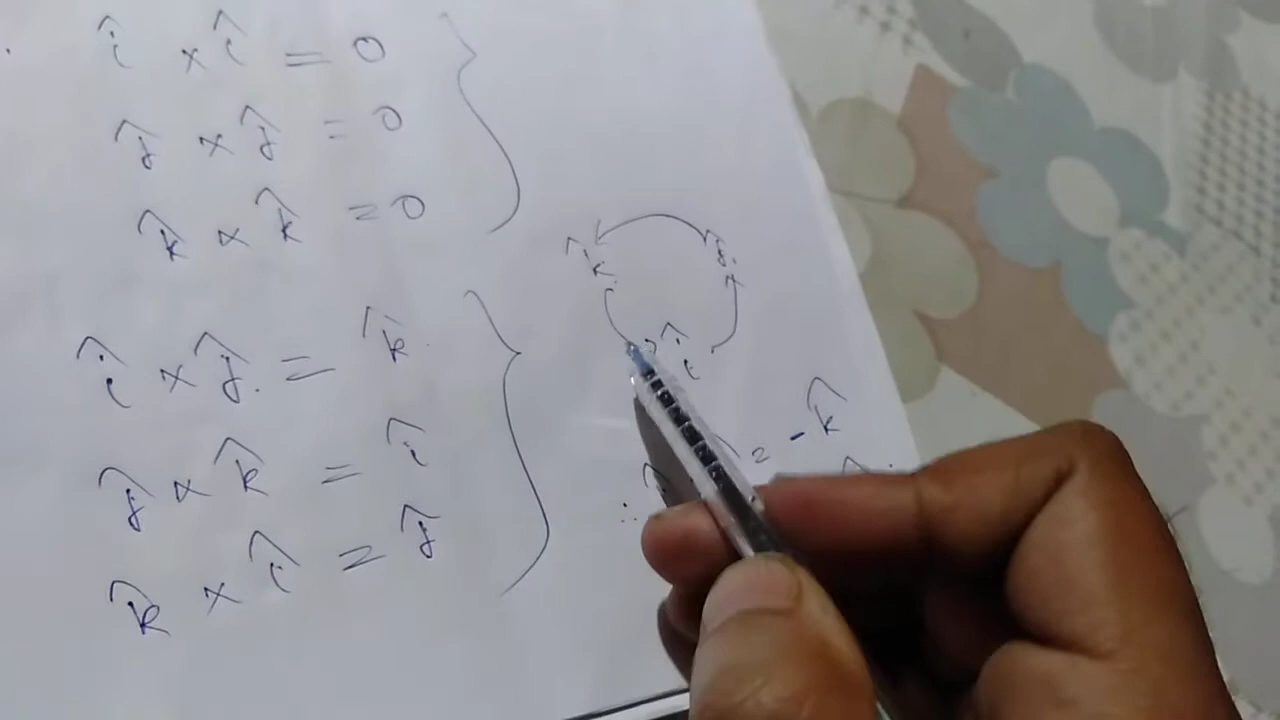 î × î = 0
ĵ × ĵ = 0
k̂ × k̂ = 0
î × ĵ = k̂
ĵ × k̂ = î
k̂ × î = ĵ
k̂ ĵ
î
= - k̂
∴